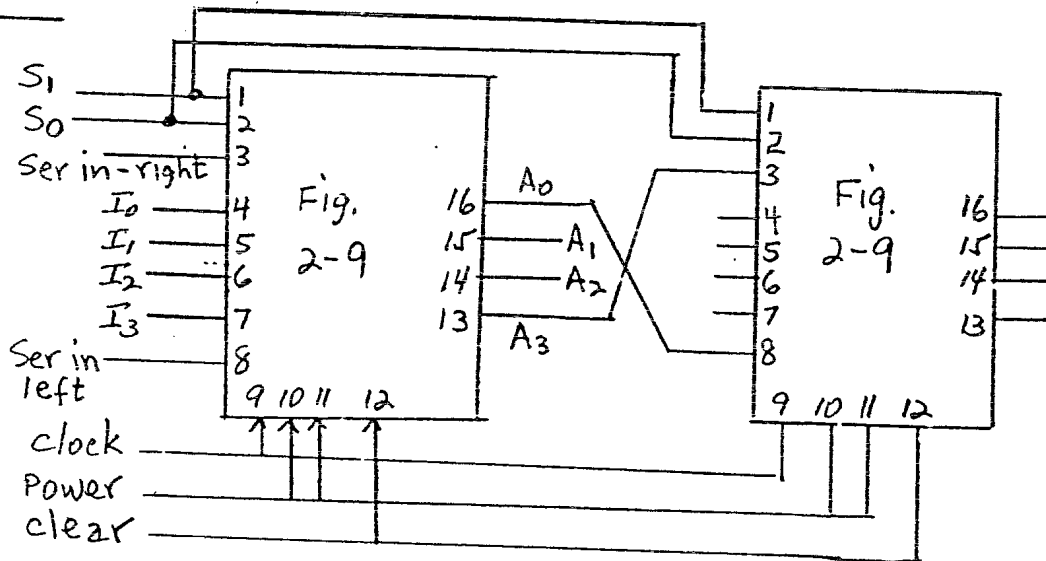 S1
S0
Ser in-right
I0
I1
I2
I3
Ser in
left
1
2
3
4
5
6
7
8
Fig.
2-9
16
15
14
13
9 10 11 12
A0
A1
A2
A3
1
2
3
4
5
6
7
8
Fig.
2-9
16
15
14
13
9 10 11 12
clock
Power
clear